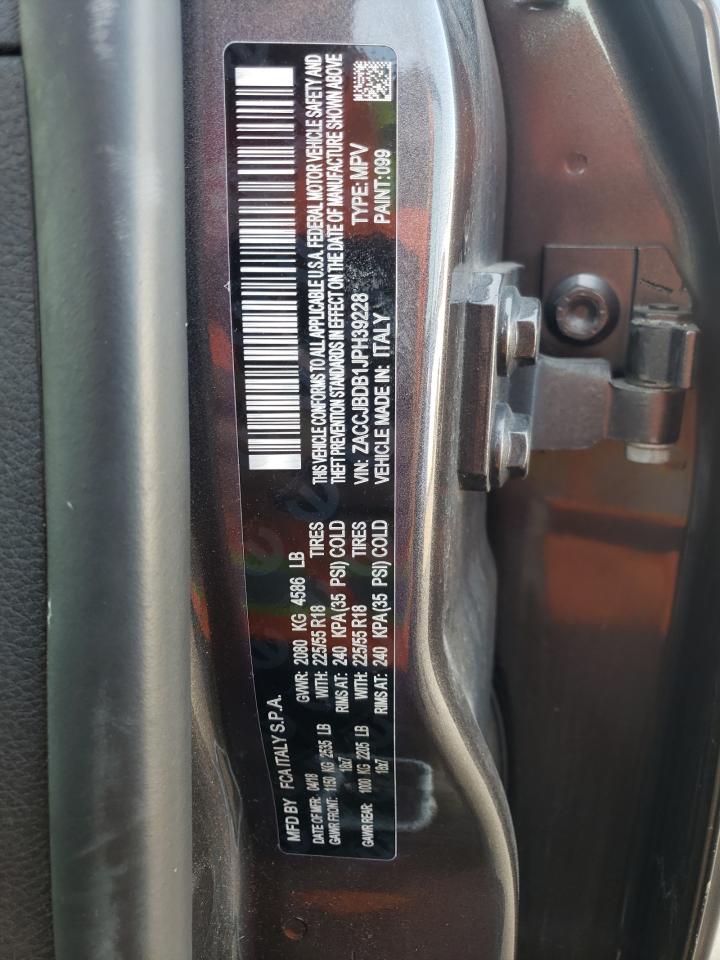 MFD BY FCA ITALY S.P.A.
DATE OF MFR: 04/18 GVWR: 2080 KG 4586 LB
GAWR FRONT: 1150 KG 2535 LB WITH: 225/55 R18 TIRES
18x7 RIMS AT: 240 KPA(35 PSI) COLD
GAWR REAR: 1000 KG 2205 LB WITH: 225/55 R18 TIRES
18x7 RIMS AT: 240 KPA(35 PSI) COLD
THIS VEHICLE CONFORMS TO ALL APPLICABLE U.S.A. FEDERAL MOTOR VEHICLE SAFETY AND
THEFT PREVENTION STANDARDS IN EFFECT ON THE DATE OF MANUFACTURE SHOWN ABOVE
VIN: ZACCJBDB1JPH39228 TYPE: MPV
VEHICLE MADE IN: ITALY PAINT: 099